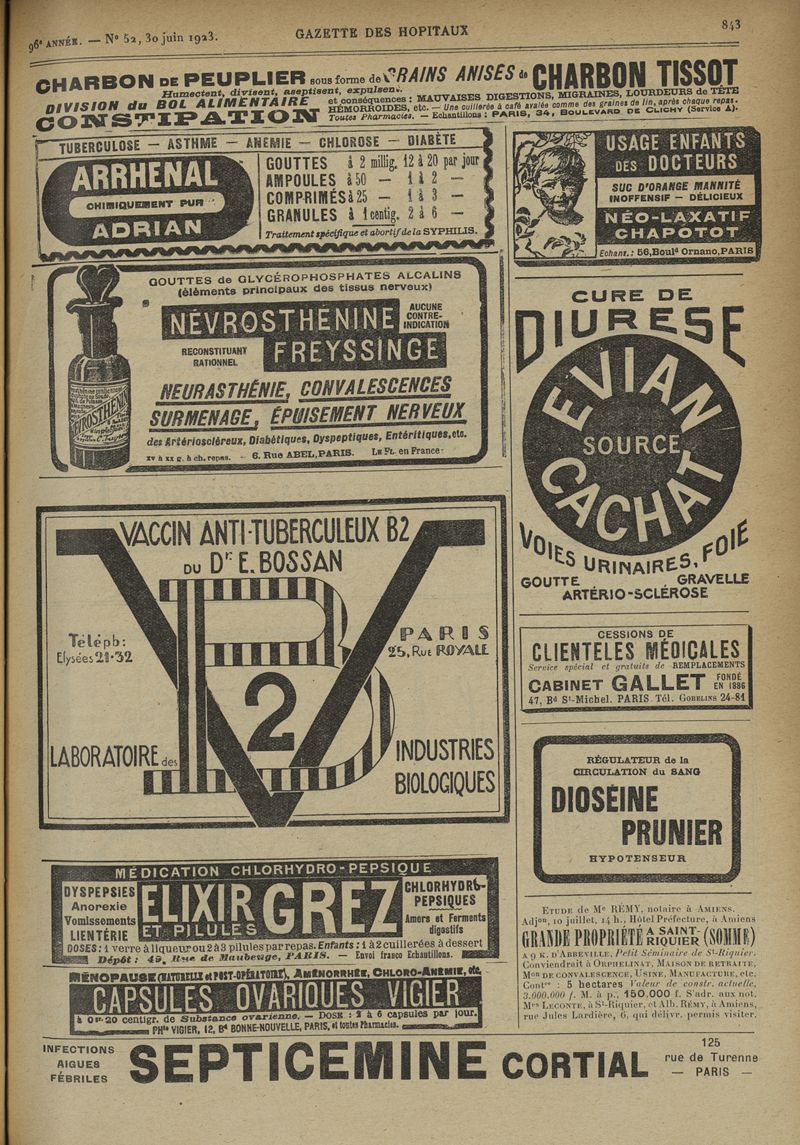 96e ANNÉE. — No 52, 30 juin 1923.
GAZETTE DES HOPITAUX
843
CHARBON DE PEUPLIER sous forme de GRAINS ANISÉS de CHARBON TISSOT
Humectent, divisent, aseptisent, expulsent.
DIVISION du BOL ALIMENTAIRE et conséquences : MAUVAISES DIGESTIONS, MIGRAINES, LOURDEURS de TÊTE
HÉMORROIDES, etc. — Une cuillerée à café avalée comme des graines de lin, après chaque repas.
CONSTIPATION Toutes Pharmacies. — Echantillons : PARIS, 34, BOULEVARD DE CLICHY (Service A).
TUBERCULOSE — ASTHME — ANEMIE — CHLOROSE — DIABÈTE
ARRHENAL
CHIMIQUEMENT PUR
ADRIAN
GOUTTES à 2 millig. 12 à 20 par jour
AMPOULES à 50 — 1 à 2 —
COMPRIMÉS à 25 — 1 à 3 —
GRANULES à 1 centig. 2 à 6 —
Traitement spécifique et abortif de la SYPHILIS.
USAGE ENFANTS
DES DOCTEURS
SUC D'ORANGE MANNITÉ
INOFFENSIF — DÉLICIEUX
NÉO-LAXATIF
CHAPOTOT
Echant.: 56, Bould Ornano, PARIS
GOUTTES de GLYCÉROPHOSPHATES ALCALINS
(éléments principaux des tissus nerveux)
NÉVROSTHÉNINE
AUCUNE
CONTRE-
INDICATION
RECONSTITUANT
RATIONNEL
FREYSSINGE
NEURASTHÉNIE, CONVALESCENCES
SURMENAGE, ÉPUISEMENT NERVEUX
des Artérioscléreux, Diabétiques, Dyspeptiques, Entéritiques, etc.
XV à XX g. à ch. repas. - 6, Rue ABEL, PARIS. Le Fl. en France:
CURE DE
DIURESE
EVIAN
SOURCE
CACHAT
VOIES URINAIRES, FOIE
GOUTTE GRAVELLE
ARTÉRIO-SCLÉROSE
VACCIN ANTI-TUBERCULEUX B2
DU Dr E. BOSSAN
BV2
Téléph:
Elysées 28-32
PARIS
25, Rue ROYALE
LABORATOIRE des INDUSTRIES
BIOLOGIQUES
CESSIONS DE
CLIENTELES MÉDICALES
Service spécial et gratuits de REMPLACEMENTS
CABINET GALLET FONDÉ EN 1886
47, Bd St-Michel. PARIS. Tél. GOBELINS 24-81
RÉGULATEUR de la
CIRCULATION du SANG
DIOSÉINE
PRUNIER
HYPOTENSEUR
MÉDICATION CHLORHYDRO-PEPSIQUE
DYSPEPSIES
Anorexie
Vomissements
LIENTÉRIE
ELIXIR GREZ
ET PILULES
CHLORHYDRO-
PEPSIQUES
Amers et Ferments
digestifs
DOSES: 1 verre à liqueur ou 2 à 3 pilules par repas. Enfants : 1 à 2 cuillerées à dessert
Dépôt : 49, Rue de Maubeuge, PARIS. — Envoi franco Echantillons.
MÉNOPAUSE (NATURELLE et POST-OPÉRATOIRE), AMÉNORRHÉE, CHLORO-ANEMIE, etc.
CAPSULES OVARIQUES VIGIER
à 0gr20 centigr. de Substance ovarienne. — DOSE : 2 à 6 capsules par jour.
PHie VIGIER, 12, Bd BONNE-NOUVELLE, PARIS, et toutes Pharmacies.
ETUDE de Me RÉMY, notaire à AMIENS.
Adjon, 10 juillet, 14 h., Hôtel Préfecture, à Amiens
GRANDE PROPRIÉTÉ A SAINT-RIQUIER (SOMME)
A 9 K. D'ABBEVILLE, Petit Séminaire de St-Riquier.
Conviendrait à ORPHELINAT, MAISON DE RETRAITE,
Mon DE CONVALESCENCE, USINE, MANUFACTURE, etc.
Contce : 5 hectares Valeur de constr. actuelle,
3.000.000 f. M. à p., 150.000 f. S'adr. aux not.
Mes LECONTE, à St-Riquier, et Alb. RÉMY, à Amiens,
rue Jules Lardière, 6, qui délivr. permis visiter.
INFECTIONS
AIGUES
FÉBRILES
SEPTICEMINE CORTIAL
125
rue de Turenne
— PARIS —